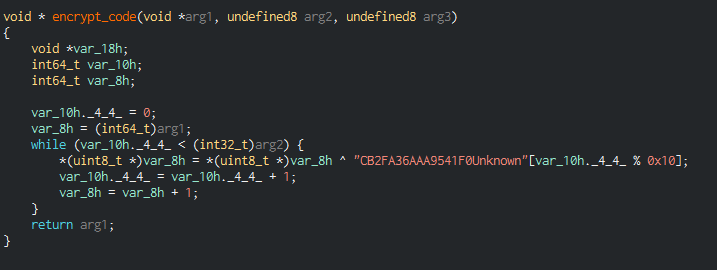 void * encrypt_code(void *arg1, undefined8 arg2, undefined8 arg3)
{
    void *var_18h;
    int64_t var_10h;
    int64_t var_8h;

    var_10h._4_4_ = 0;
    var_8h = (int64_t)arg1;
    while (var_10h._4_4_ < (int32_t)arg2) {
        *(uint8_t *)var_8h = *(uint8_t *)var_8h ^ "CB2FA36AAA9541F0Unknown"[var_10h._4_4_ % 0x10];
        var_10h._4_4_ = var_10h._4_4_ + 1;
        var_8h = var_8h + 1;
    }
    return arg1;
}